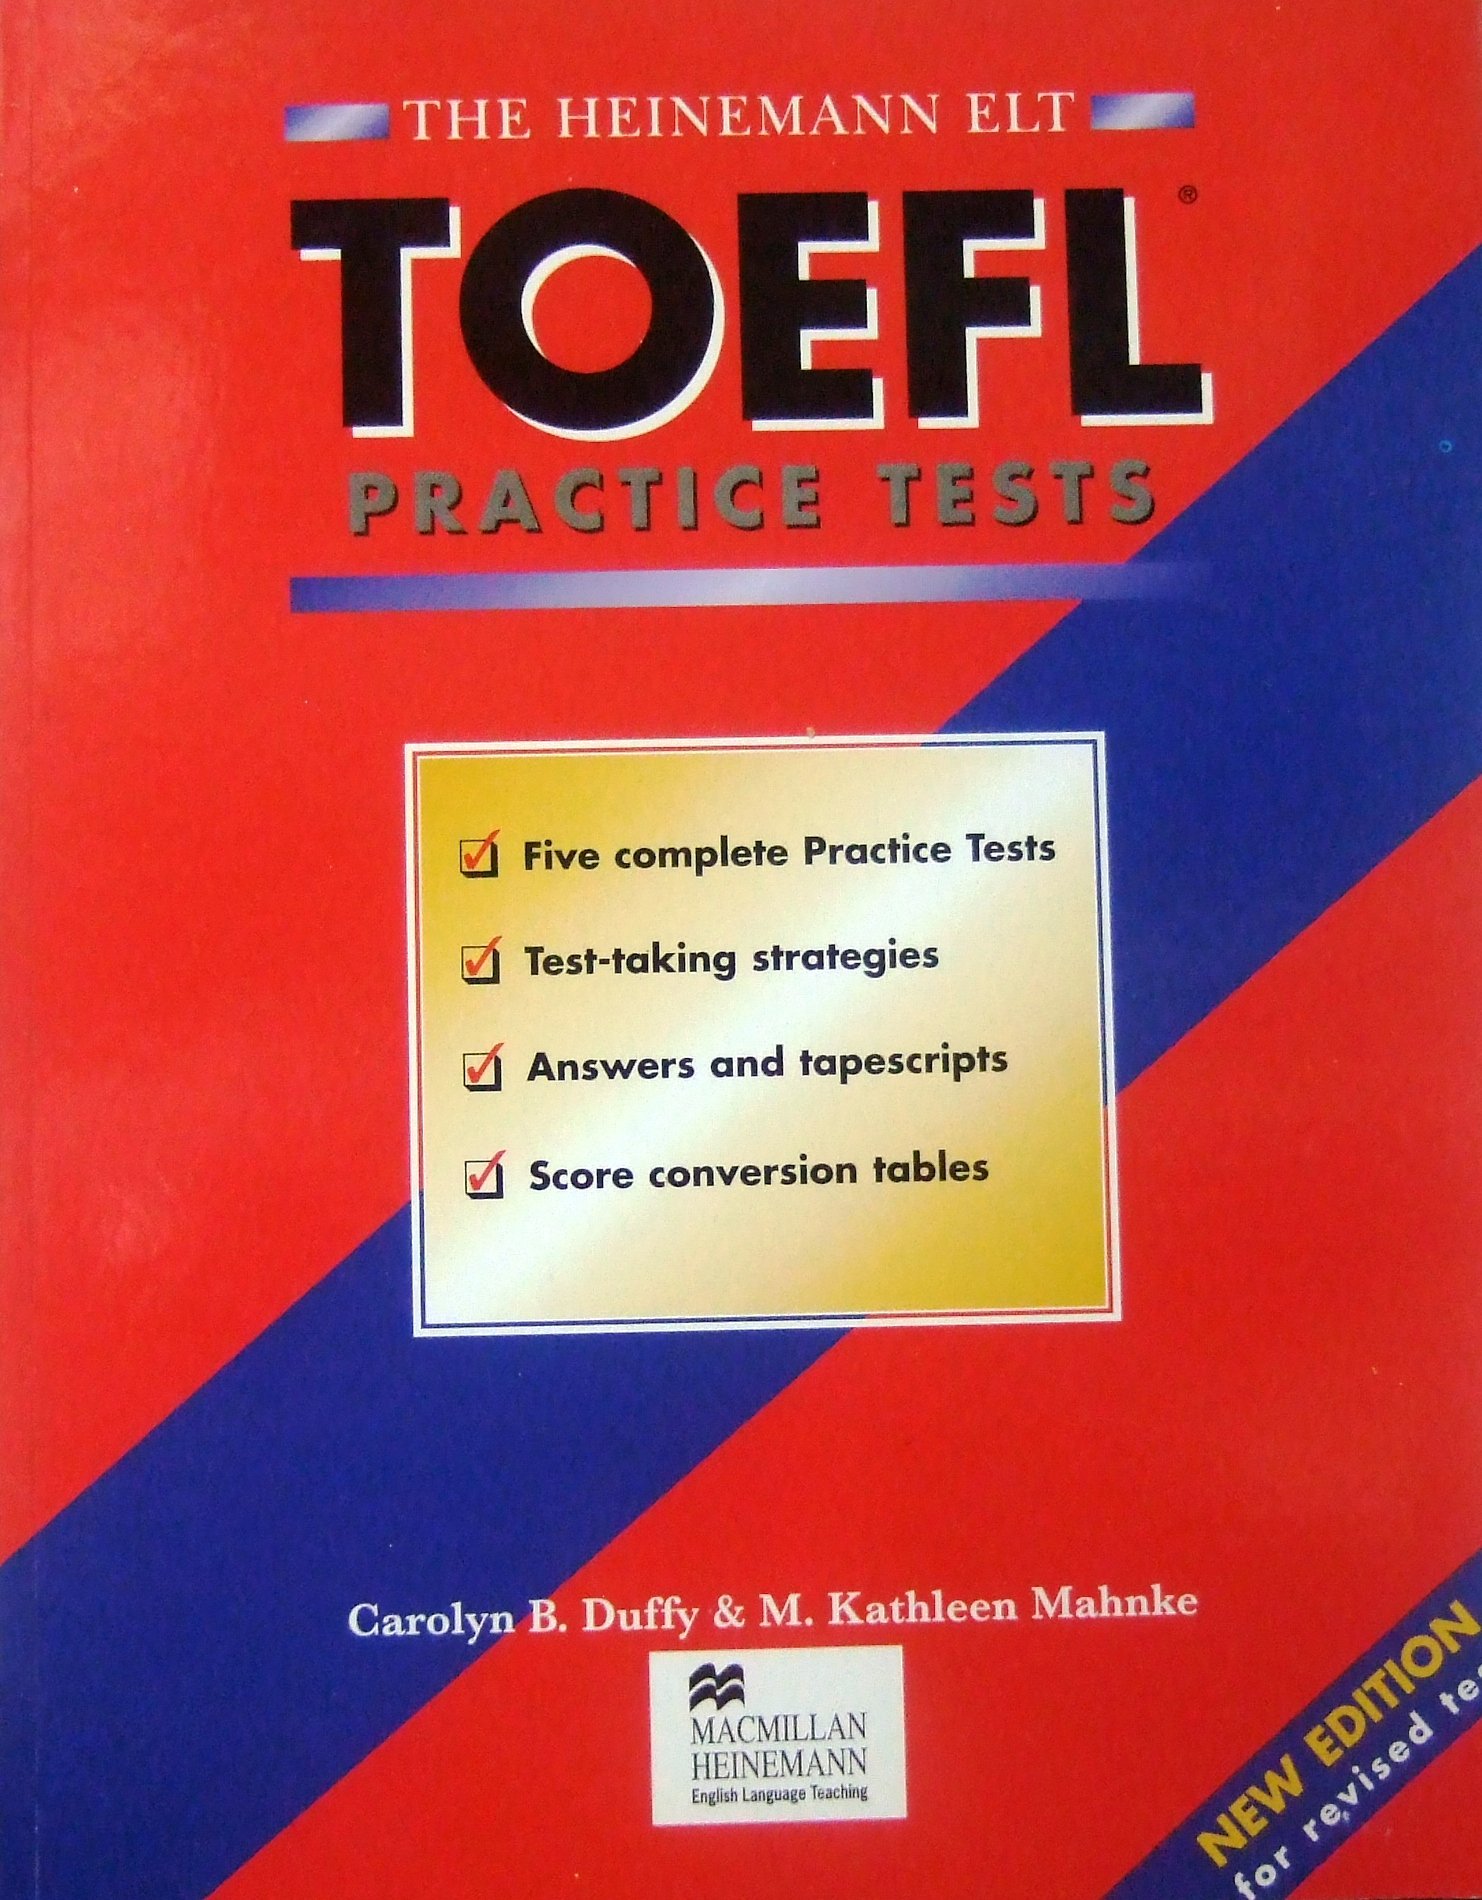 THE HEINEMANN ELT
TOEFL®
PRACTICE TESTS
Five complete Practice Tests
Test-taking strategies
Answers and tapescripts
Score conversion tables
Carolyn B. Duffy & M. Kathleen Mahnke
MACMILLAN
HEINEMANN
English Language Teaching
NEW EDITION
for revised